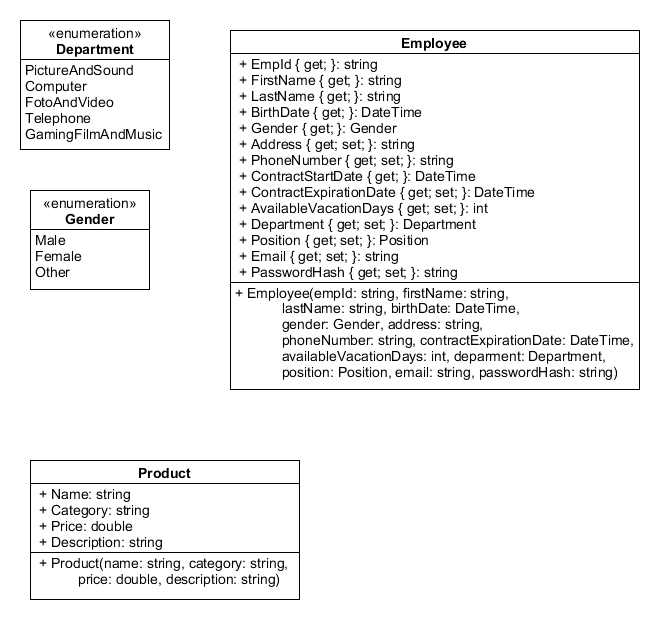 «enumeration»
Department
PictureAndSound
Computer
FotoAndVideo
Telephone
GamingFilmAndMusic
«enumeration»
Gender
Male
Female
Other
Employee
+ EmpId { get; }: string
+ FirstName { get; }: string
+ LastName { get; }: string
+ BirthDate { get; }: DateTime
+ Gender { get; }: Gender
+ Address { get; set; }: string
+ PhoneNumber { get; set; }: string
+ ContractStartDate { get; }: DateTime
+ ContractExpirationDate { get; set; }: DateTime
+ AvailableVacationDays { get; set; }: int
+ Department { get; set; }: Department
+ Position { get; set; }: Position
+ Email { get; set; }: string
+ PasswordHash { get; set; }: string
+ Employee(empId: string, firstName: string,
lastName: string, birthDate: DateTime,
gender: Gender, address: string,
phoneNumber: string, contractExpirationDate: DateTime,
availableVacationDays: int, deparment: Department,
position: Position, email: string, passwordHash: string)
Product
+ Name: string
+ Category: string
+ Price: double
+ Description: string
+ Product(name: string, category: string,
price: double, description: string)